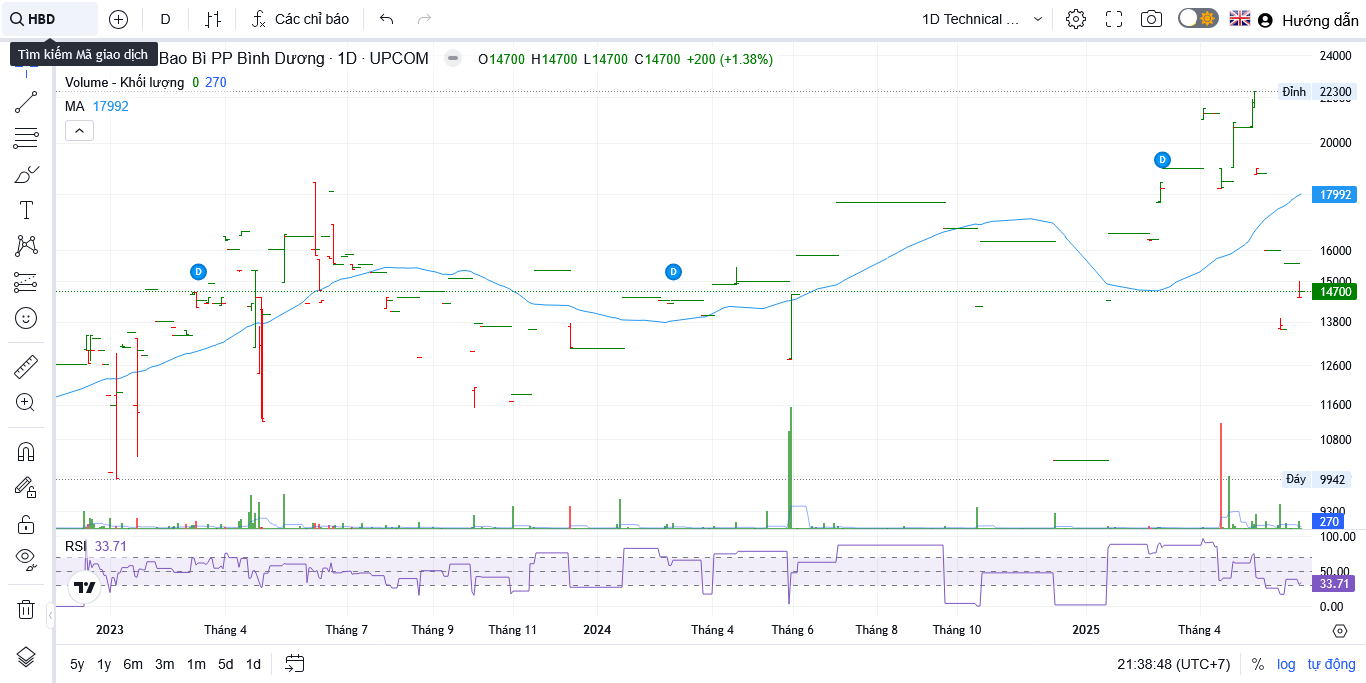 HBD
D
Các chỉ báo
1D Technical ...
Hướng dẫn
Tìm kiếm Mã giao dịch
Bao Bì PP Bình Dương · 1D · UPCOM
O14700 H14700 L14700 C14700 +200 (+1.38%)
Volume - Khối lượng 0 270
MA 17992
24000
Đỉnh 22300
20000
17992
16000
15000
14700
13800
12600
11600
10800
Đáy 9942
9300
270
D
D
D
RSI 33.71
100.00
50.00
33.71
0.00
2023
Tháng 4
Tháng 7
Tháng 9
Tháng 11
2024
Tháng 4
Tháng 6
Tháng 8
Tháng 10
2025
Tháng 4
5y 1y 6m 3m 1m 5d 1d
21:38:48 (UTC+7)
% log tự động